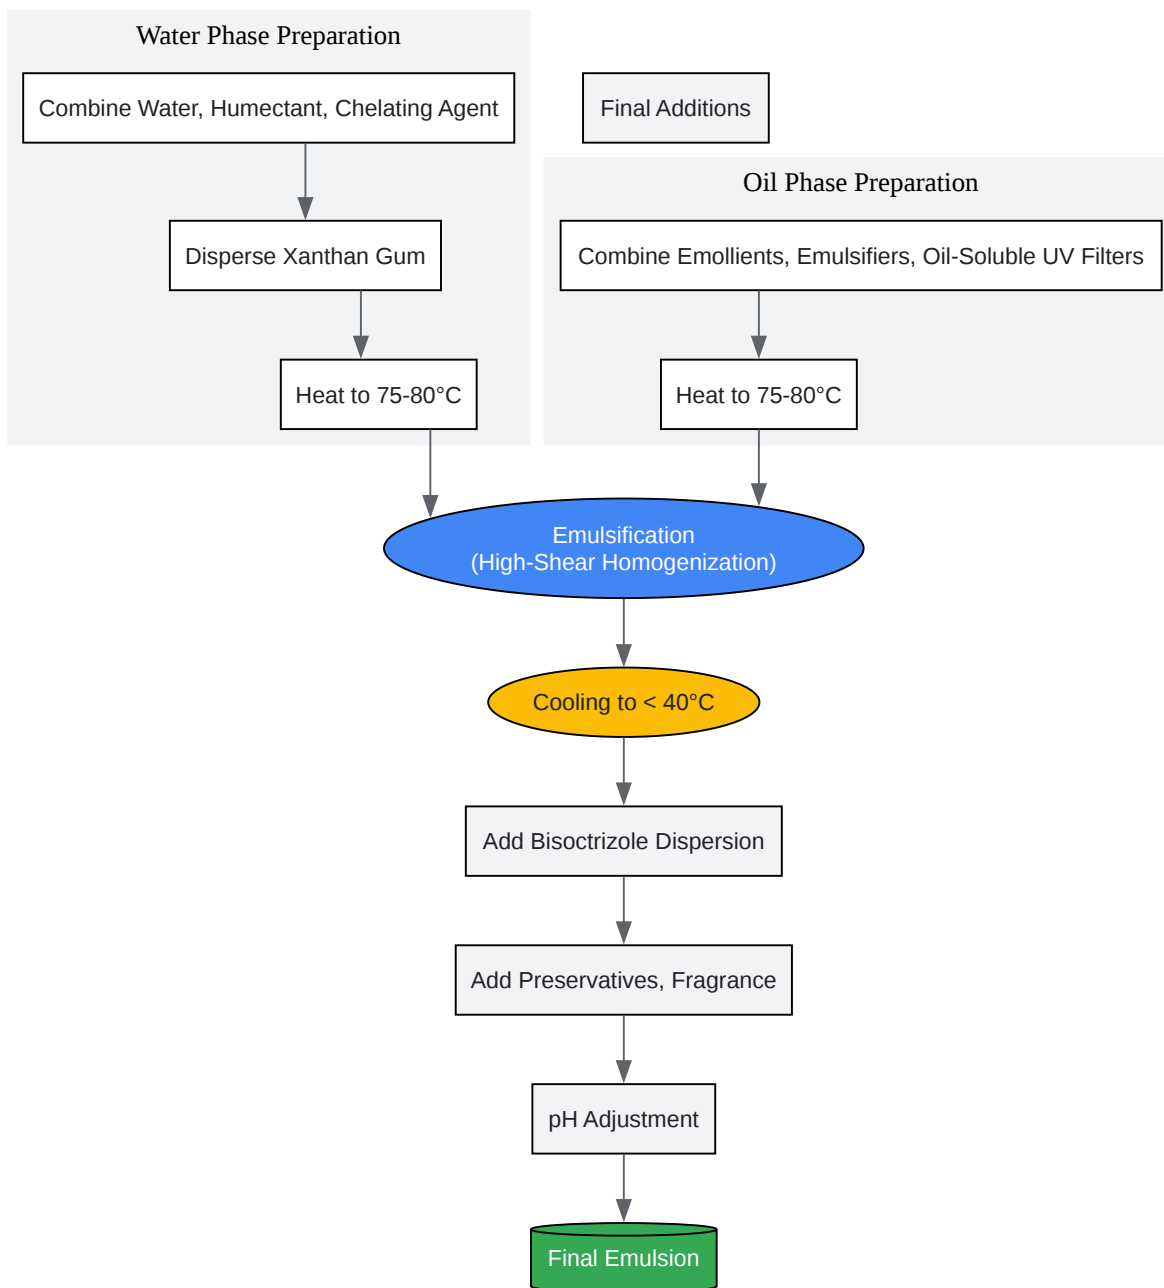 Water Phase Preparation
Combine Water, Humectant, Chelating Agent
Disperse Xanthan Gum
Heat to 75-80°C
Final Additions
Oil Phase Preparation
Combine Emollients, Emulsifiers, Oil-Soluble UV Filters
Heat to 75-80°C
Emulsification
(High-Shear Homogenization)
Cooling to < 40°C
Add Bisoctrizole Dispersion
Add Preservatives, Fragrance
pH Adjustment
Final Emulsion